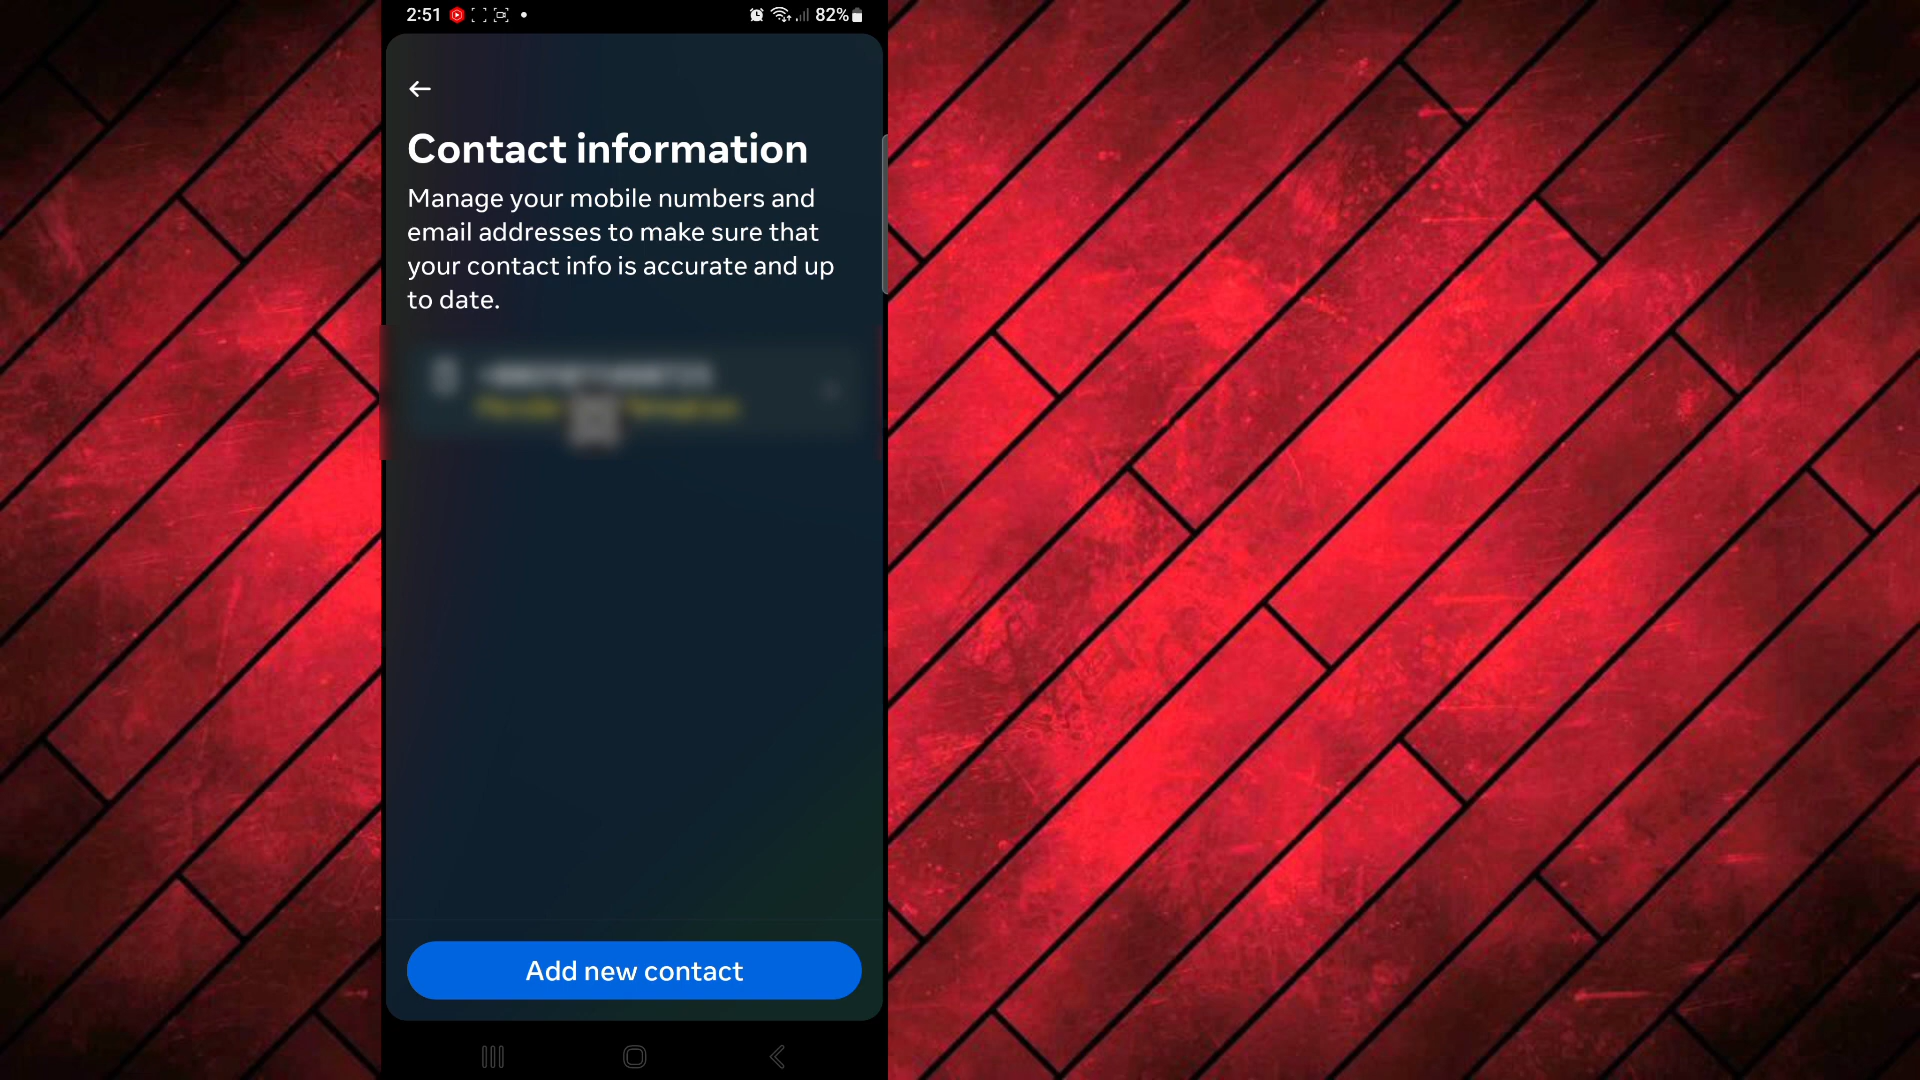 2:51
82%
Contact information
Manage your mobile numbers and
email addresses to make sure that
your contact info is accurate and up
to date.
Add new contact